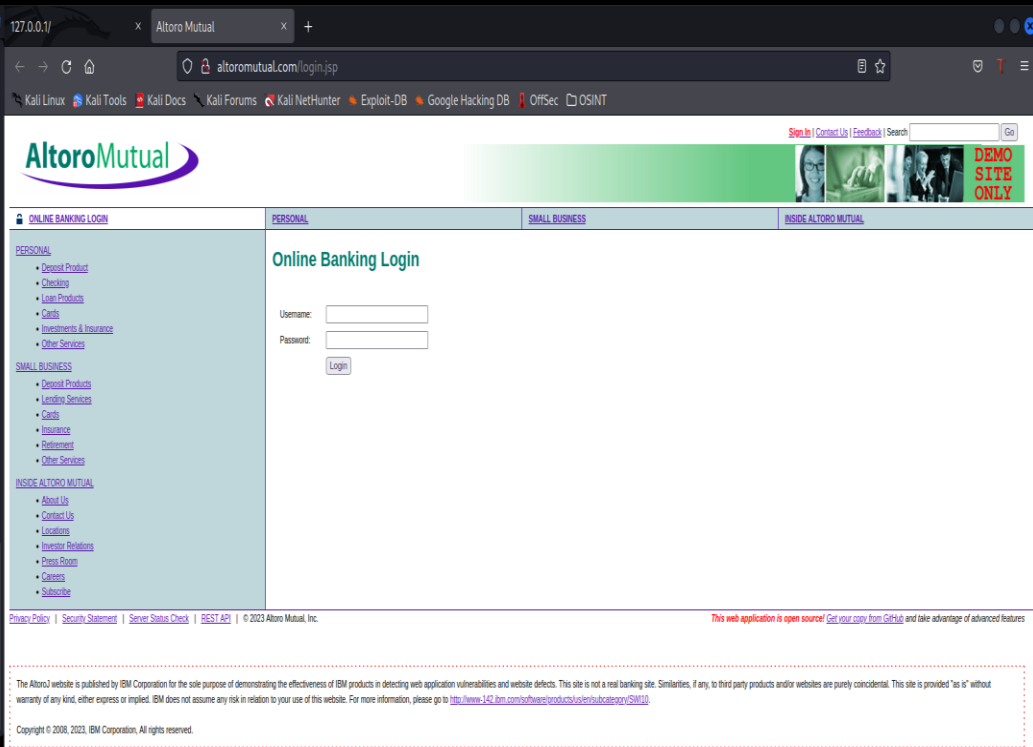 127.0.0.1/ Altoro Mutual
altoromutual.com/login.jsp
Kali Linux Kali Tools Kali Docs Kali Forums Kali NetHunter Exploit-DB Google Hacking DB OffSec OSINT
Sign In | Contact Us | Feedback | Search Go
AltoroMutual
DEMO
SITE
ONLY
ONLINE BANKING LOGIN PERSONAL SMALL BUSINESS INSIDE ALTORO MUTUAL
PERSONAL
• Deposit Product
• Checking
• Loan Products
• Cards
• Investments & Insurance
• Other Services
SMALL BUSINESS
• Deposit Products
• Lending Services
• Cards
• Insurance
• Retirement
• Other Services
INSIDE ALTORO MUTUAL
• About Us
• Contact Us
• Locations
• Investor Relations
• Press Room
• Careers
• Subscribe
Online Banking Login
Username:
Password:
Login
Privacy Policy | Security Statement | Server Status Check | REST API | © 2023 Altoro Mutual, Inc.
This web application is open source! Get your copy from GitHub and take advantage of advanced features
The AltoroJ website is published by IBM Corporation for the sole purpose of demonstrating the effectiveness of IBM products in detecting web application vulnerabilities and website defects. This site is not a real banking site. Similarities, if any, to third party products and/or websites are purely coincidental. This site is provided "as is" without
warranty of any kind, either express or implied. IBM does not assume any risk in relation to your use of this website. For more information, please go to http://www-142.ibm.com/software/products/us/en/subcategory/SWI10.
Copyright © 2008, 2023, IBM Corporation, All rights reserved.